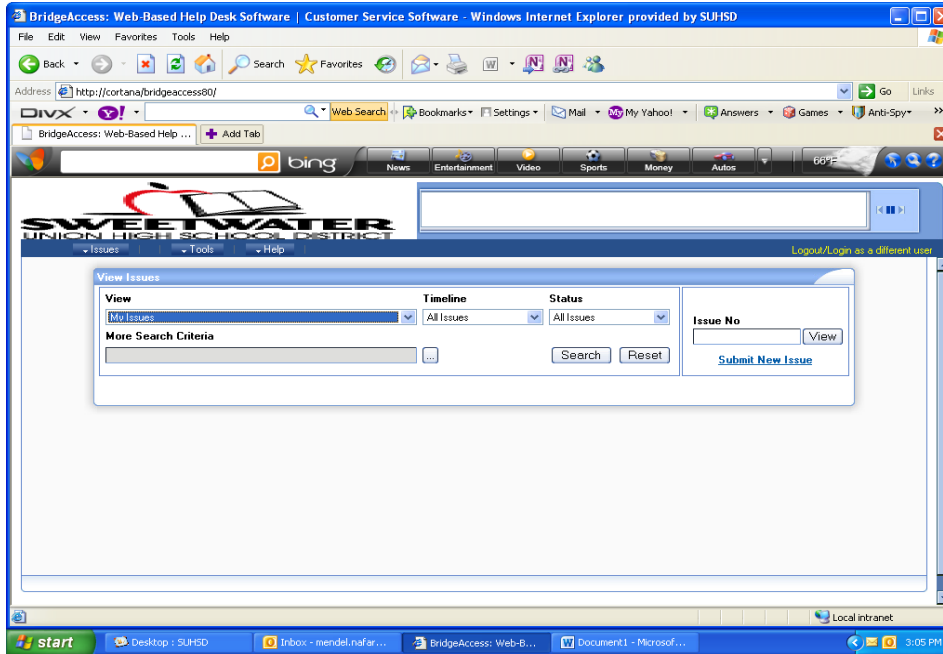 BridgeAccess: Web-Based Help Desk Software | Customer Service Software - Windows Internet Explorer provided by SUHSD
File Edit View Favorites Tools Help
Back Search Favorites
Address http://cortana/bridgeaccess80/ Go Links
DIVX Y! Web Search Bookmarks Settings Mail My My Yahoo! Answers Games Anti-Spy
BridgeAccess: Web-Based Help ... Add Tab
bing News Entertainment Video Sports Money Autos 66°F
SWEETWATER
UNION HIGH SCHOOL DISTRICT
Issues Tools Help Logout/Login as a different user
View Issues
View Timeline Status
My Issues All Issues All Issues
Issue No
More Search Criteria
View
... Search Reset
Submit New Issue
Local intranet
start Desktop : SUHSD Inbox - mendel.nafar... BridgeAccess: Web-B... Document1 - Microsof... 3:05 PM